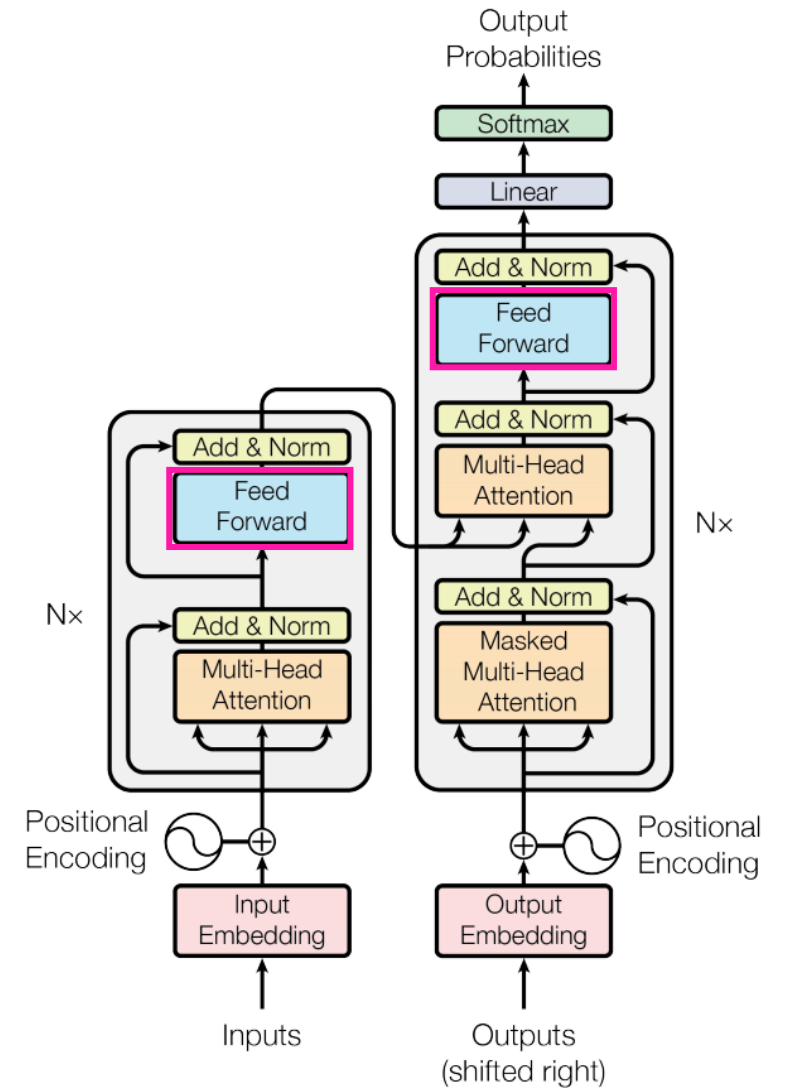 Output
Probabilities
Softmax
Linear
Add & Norm
Feed
Forward
Add & Norm
Multi-Head
Attention
Nx
Add & Norm
Masked
Multi-Head
Attention
Add & Norm
Feed
Forward
Nx
Add & Norm
Multi-Head
Attention
Positional
Encoding
Positional
Encoding
Input
Embedding
Output
Embedding
Inputs
Outputs
(shifted right)